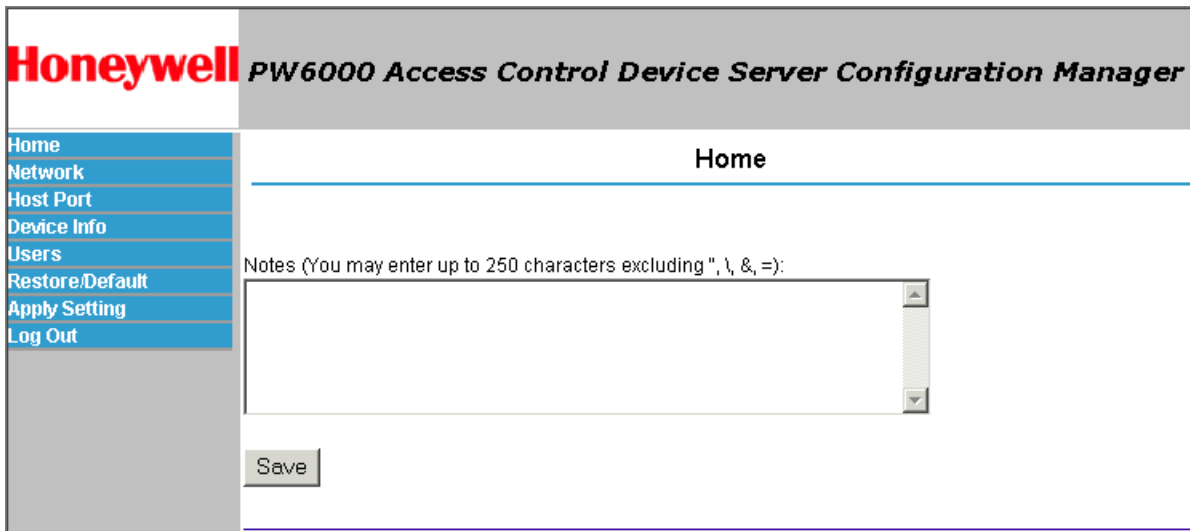 Honeywell PW6000 Access Control Device Server Configuration Manager
Home
Network
Host Port
Device Info
Users
Restore/Default
Apply Setting
Log Out
Home
Notes (You may enter up to 250 characters excluding ", \, &, =):
Save